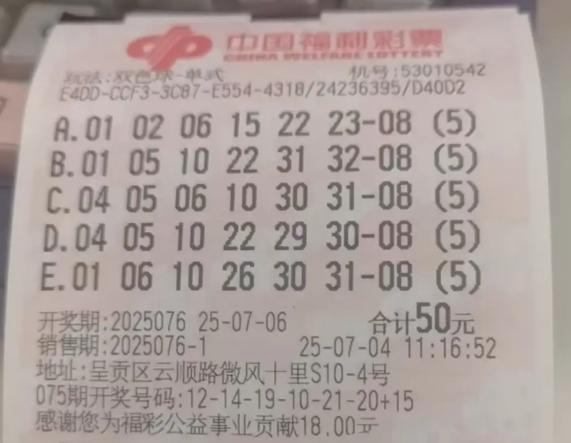 中国福利彩票
CHINA WELFARE LOTTERY
玩法:双色球-单式 机号:53010542
E4DD-CCF3-3C87-E554-4318/24236395/D40D2
A.01 02 06 15 22 23-08 (5)
B.01 05 10 22 31 32-08 (5)
C.04 05 06 10 30 31-08 (5)
D.04 05 10 22 29 30-08 (5)
E.01 06 10 26 30 31-08 (5)
开奖期:2025076 25-07-06 合计50元
销售期:2025076-1 25-07-04 11:16:52
地址:呈贡区云顺路微风十里S10-4号
075期开奖号码:12-14-19-10-21-20+15
感谢您为福彩公益事业贡献18.00元